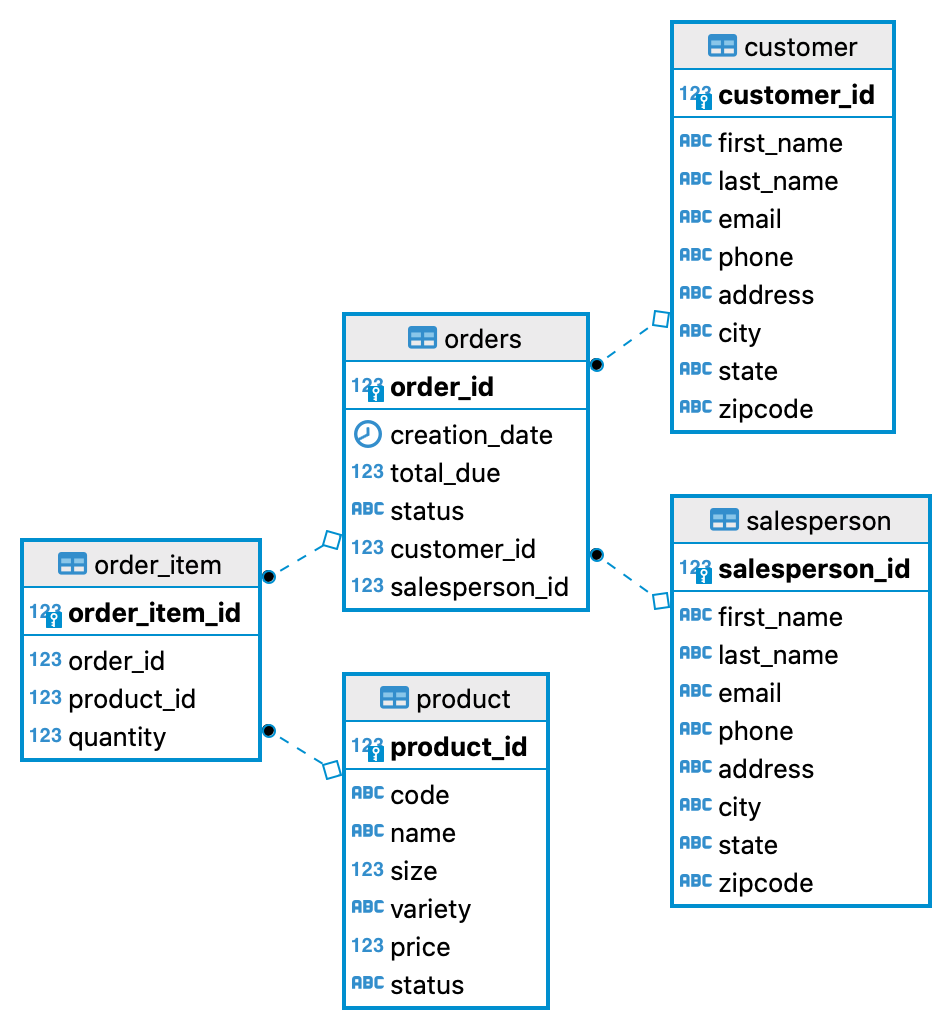 customer
123 customer_id
ABC first_name
ABC last_name
ABC email
ABC phone
ABC address
ABC city
ABC state
ABC zipcode
orders
123 order_id
creation_date
123 total_due
ABC status
123 customer_id
123 salesperson_id
salesperson
123 salesperson_id
ABC first_name
ABC last_name
ABC email
ABC phone
ABC address
ABC city
ABC state
ABC zipcode
order_item
123 order_item_id
123 order_id
123 product_id
123 quantity
product
123 product_id
ABC code
ABC name
123 size
ABC variety
123 price
ABC status